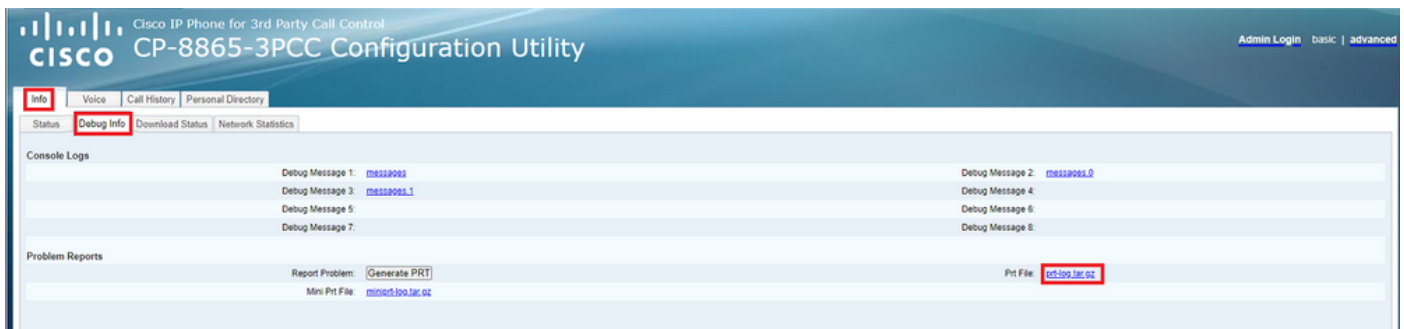 Cisco IP Phone for 3rd Party Call Control
CISCO CP-8865-3PCC Configuration Utility
Admin Login basic | advanced
Info Voice Call History Personal Directory
Status Debug Info Download Status Network Statistics
Console Logs
Debug Message 1: messages Debug Message 2: messages.0
Debug Message 3: messages.1 Debug Message 4:
Debug Message 5: Debug Message 6:
Debug Message 7: Debug Message 8:
Problem Reports
Report Problem: Generate PRT Prt File: prt-log.tar.gz
Mini Prt File: miniprt-log.tar.gz